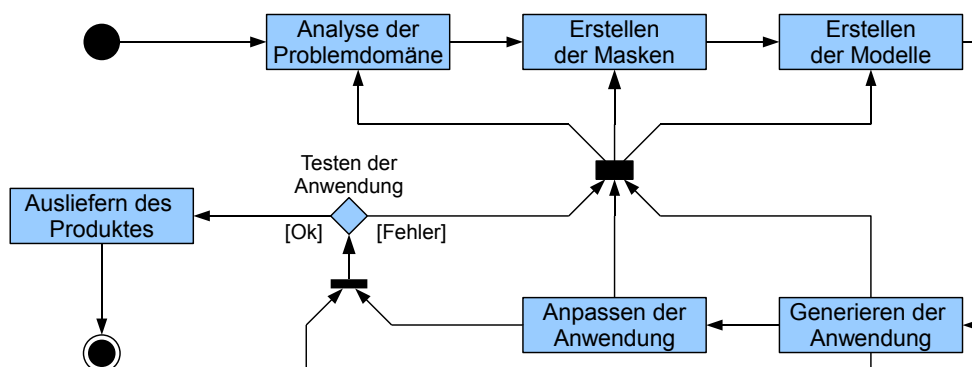 Analyse der
Problemdomäne
Erstellen
der Masken
Erstellen
der Modelle
Testen der
Anwendung
Ausliefern des
Produktes
[Ok]
[Fehler]
Anpassen der
Anwendung
Generieren der
Anwendung